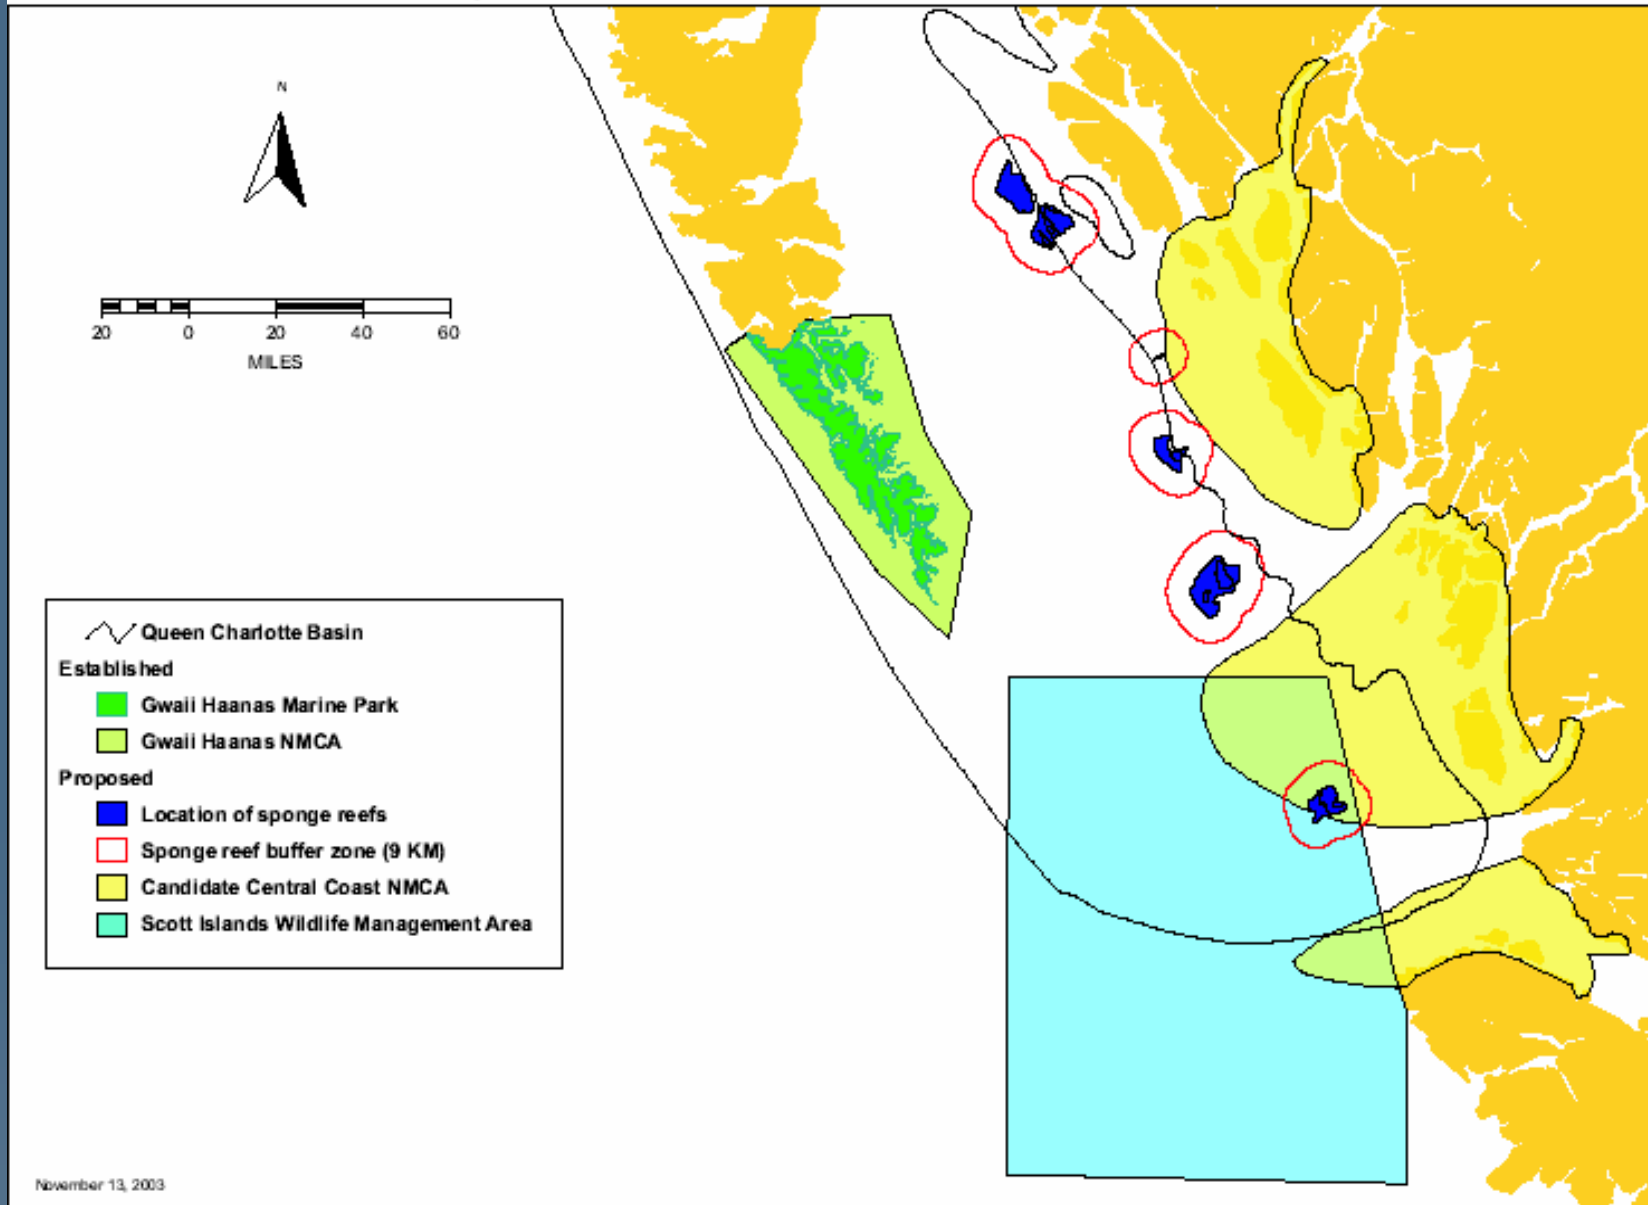 N
20 0 20 40 60
MILES
Queen Charlotte Basin
Established
Gwaii Haanas Marine Park
Gwaii Haanas NMCA
Proposed
Location of sponge reefs
Sponge reef buffer zone (9 KM)
Candidate Central Coast NMCA
Scott Islands Wildlife Management Area
November 13, 2003